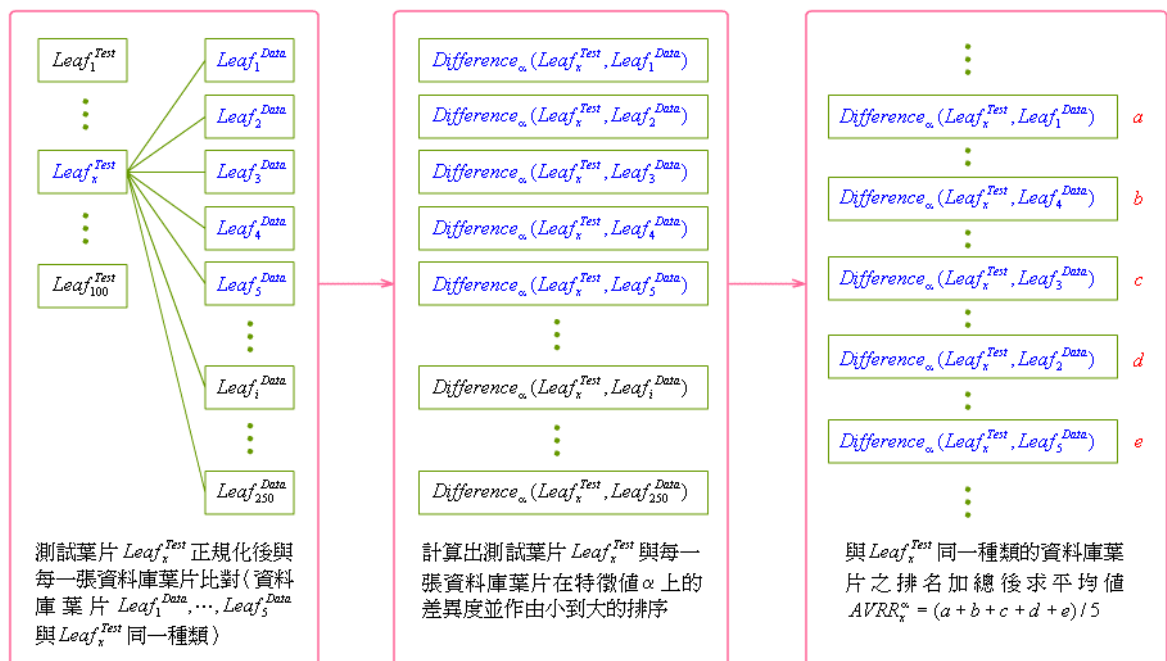 Leaf_1^Test
Leaf_x^Test
Leaf_100^Test
Leaf_1^Data
Leaf_2^Data
Leaf_3^Data
Leaf_4^Data
Leaf_5^Data
Leaf_i^Data
Leaf_250^Data
測試葉片 Leaf_x^Test 正規化後與
每一張資料庫葉片比對(資料
庫葉片 Leaf_1^Data,⋯, Leaf_5^Data
與 Leaf_x^Test 同一種類)
Difference_α (Leaf_x^Test, Leaf_1^Data)
Difference_α (Leaf_x^Test, Leaf_2^Data)
Difference_α (Leaf_x^Test, Leaf_3^Data)
Difference_α (Leaf_x^Test, Leaf_4^Data)
Difference_α (Leaf_x^Test, Leaf_5^Data)
Difference_α (Leaf_x^Test, Leaf_i^Data)
Difference_α (Leaf_x^Test, Leaf_250^Data)
計算出測試葉片 Leaf_x^Test 與每一
張資料庫葉片在特徵值α上的
差異度並作由小到大的排序
Difference_α (Leaf_x^Test, Leaf_1^Data) a
Difference_α (Leaf_x^Test, Leaf_4^Data) b
Difference_α (Leaf_x^Test, Leaf_3^Data) c
Difference_α (Leaf_x^Test, Leaf_2^Data) d
Difference_α (Leaf_x^Test, Leaf_5^Data) e
與 Leaf_x^Test 同一種類的資料庫葉
片之排名加總後求平均值
AVRR_x^α = (a + b + c + d + e) / 5